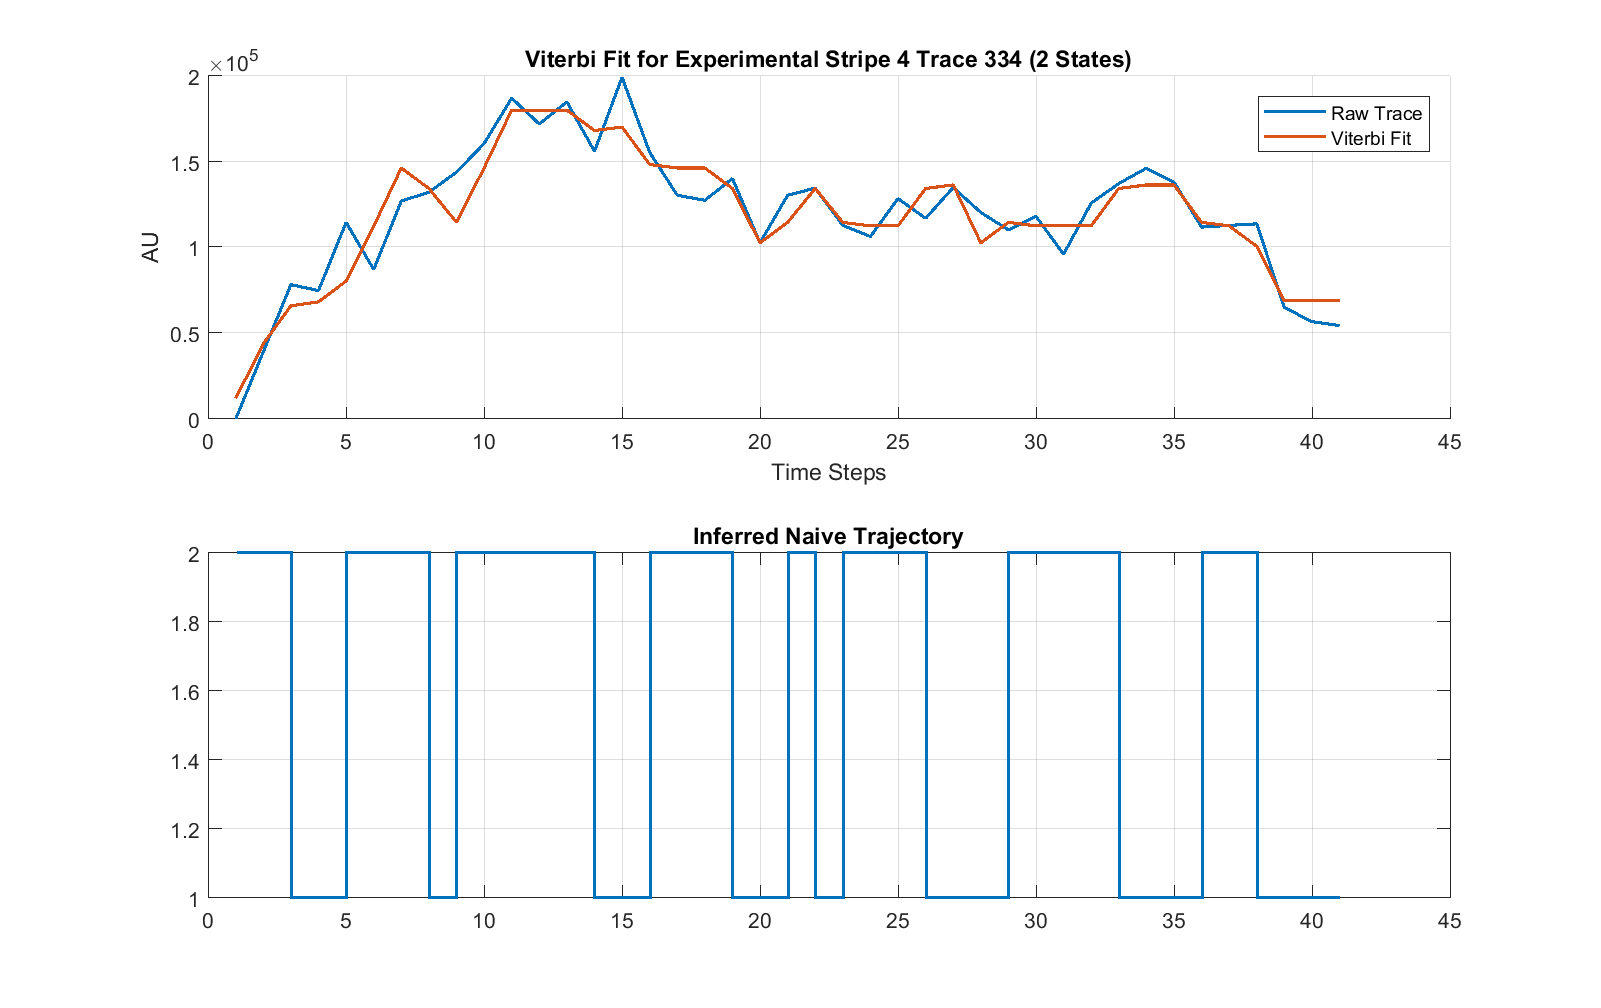 Viterbi Fit for Experimental Stripe 4 Trace 334 (2 States)
×10^5
2
1.5
1
0.5
0
AU
Raw Trace
Viterbi Fit
0 5 10 15 20 25 30 35 40 45
Time Steps
Inferred Naive Trajectory
2
1.8
1.6
1.4
1.2
1
0 5 10 15 20 25 30 35 40 45